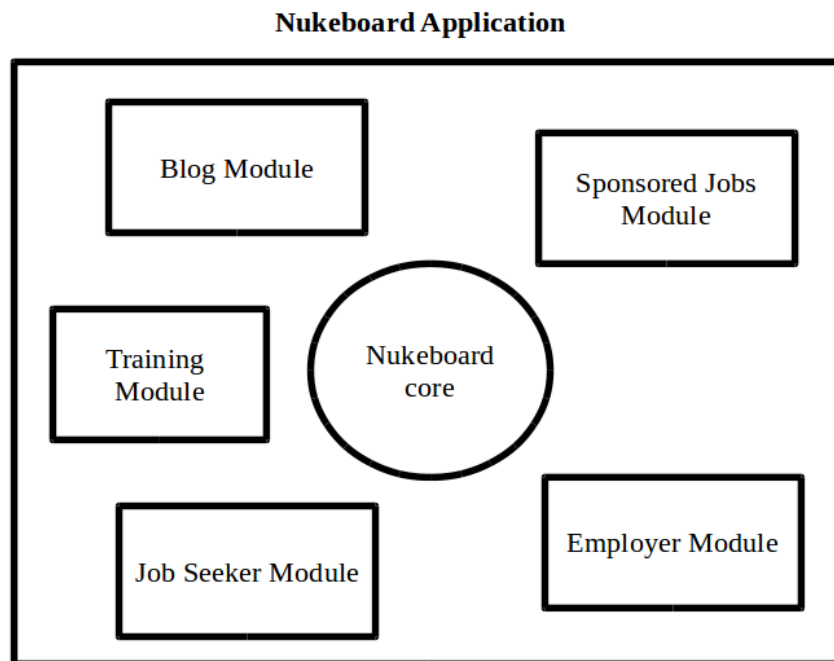 Nukeboard Application
Blog Module
Sponsored Jobs
Module
Training
Module
Nukeboard
core
Job Seeker Module
Employer Module